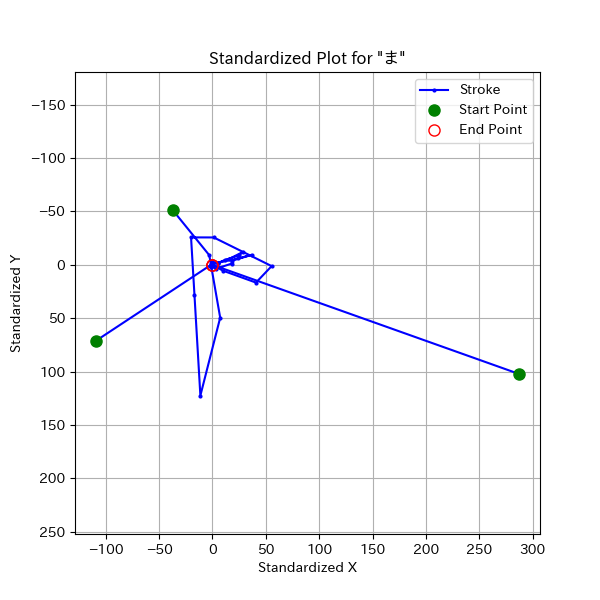 Standardized Plot for "ま"
Stroke
Start Point
End Point
−150
−100
−50
0
50
100
150
200
250
Standardized Y
−100 −50 0 50 100 150 200 250 300
Standardized X